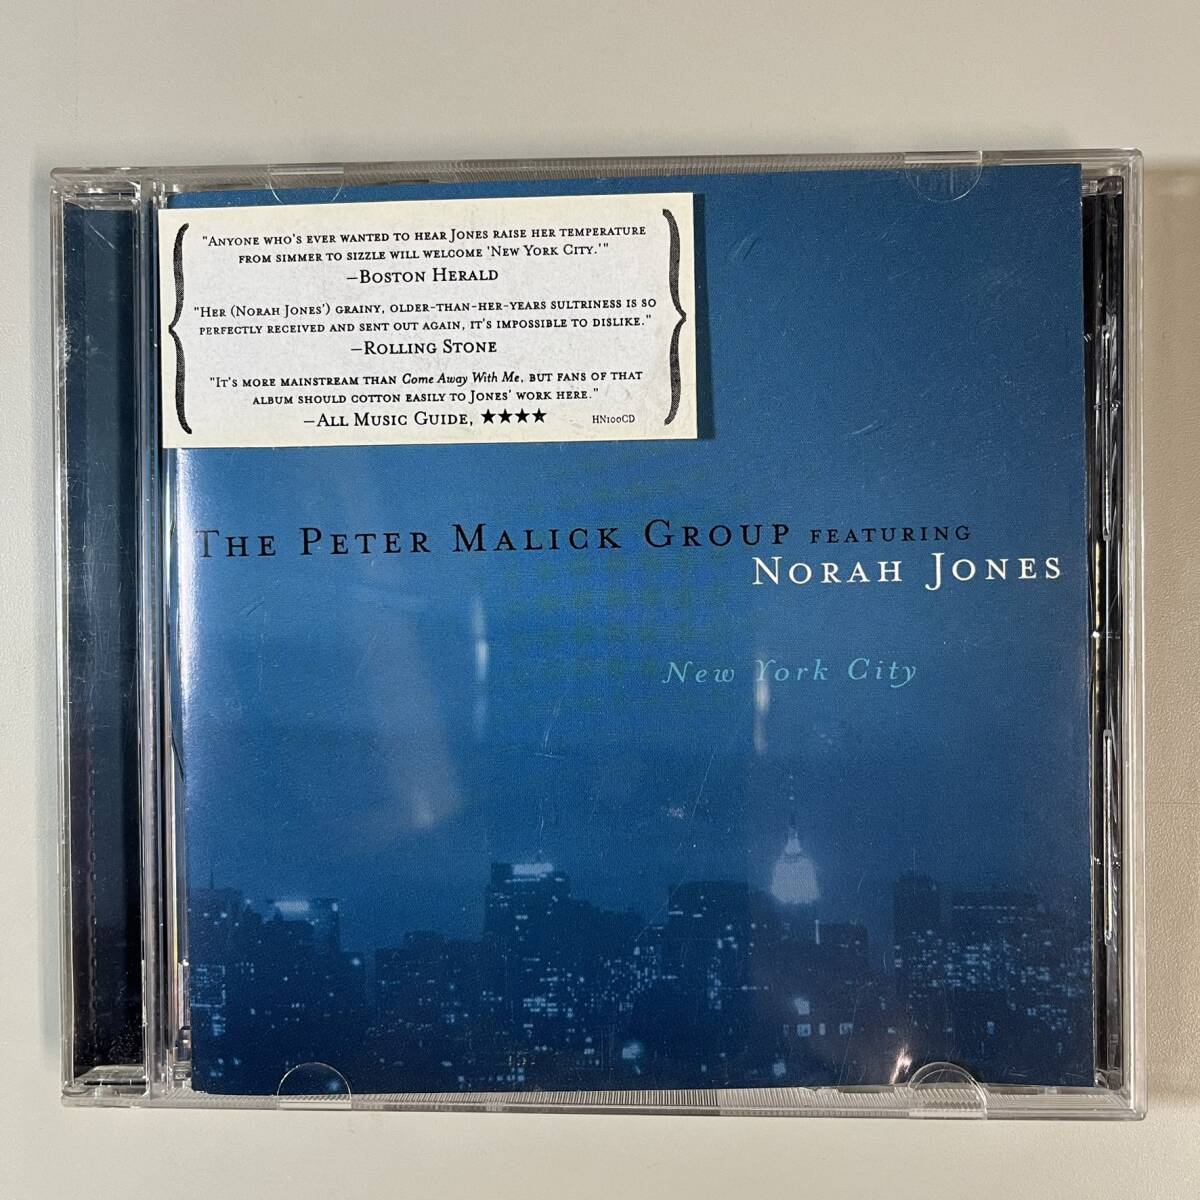 "Anyone who's ever wanted to hear Jones raise her temperature
from simmer to sizzle will welcome 'New York City.'"
—Boston Herald
"Her (Norah Jones') grainy, older-than-her-years sultriness is so
perfectly received and sent out again, it's impossible to dislike."
—Rolling Stone
"It's more mainstream than Come Away With Me, but fans of that
album should cotton easily to Jones' work here."
—All Music Guide, ★★★★ HN100CD
The Peter Malick Group featuring
Norah Jones
New York City